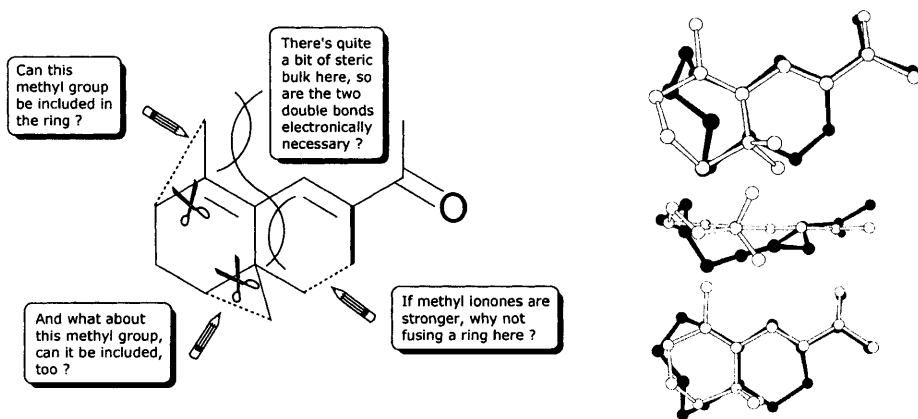 Can this
methyl group
be included in
the ring ?
There's quite
a bit of steric
bulk here, so
are the two
double bonds
electronically
necessary ?
O
And what about
this methyl group,
can it be included,
too ?
If methyl ionones are
stronger, why not
fusing a ring here ?